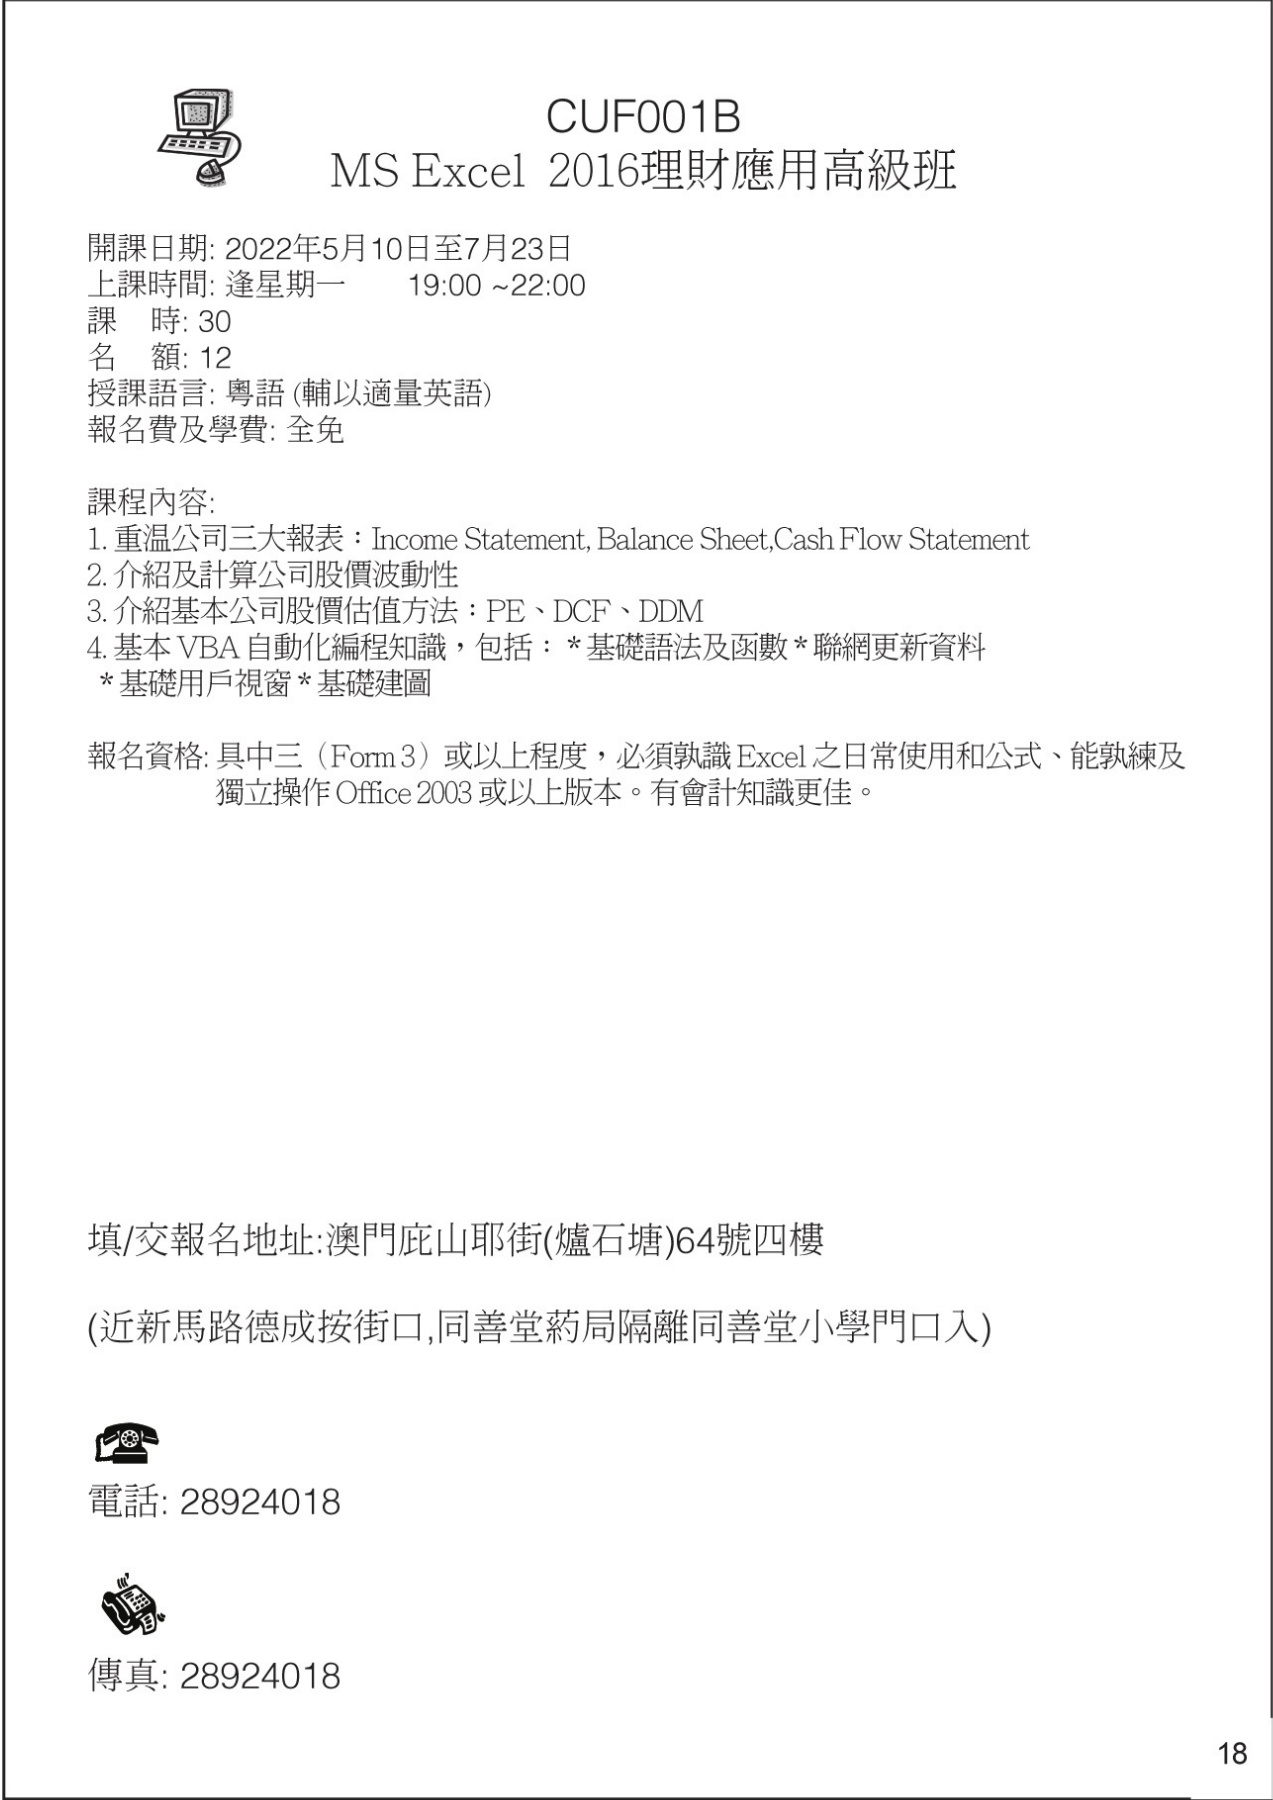 CUF001B
MS Excel 2016理財應用高級班
開課日期: 2022年5月10日至7月23日
上課時間: 逢星期一 19:00 ~22:00
課 時: 30
名 額: 12
授課語言: 粵語 (輔以適量英語)
報名費及學費: 全免
課程內容:
1. 重温公司三大報表：Income Statement, Balance Sheet,Cash Flow Statement
2. 介紹及計算公司股價波動性
3. 介紹基本公司股價估值方法：PE、DCF、DDM
4. 基本 VBA 自動化編程知識，包括： * 基礎語法及函數 * 聯網更新資料
* 基礎用戶視窗 * 基礎建圖
報名資格: 具中三（Form 3）或以上程度，必須孰識 Excel 之日常使用和公式、能孰練及
獨立操作 Office 2003 或以上版本。有會計知識更佳。
填/交報名地址:澳門庇山耶街(爐石塘)64號四樓
(近新馬路德成按街口,同善堂葯局隔離同善堂小學門口入)
電話: 28924018
傳真: 28924018
18